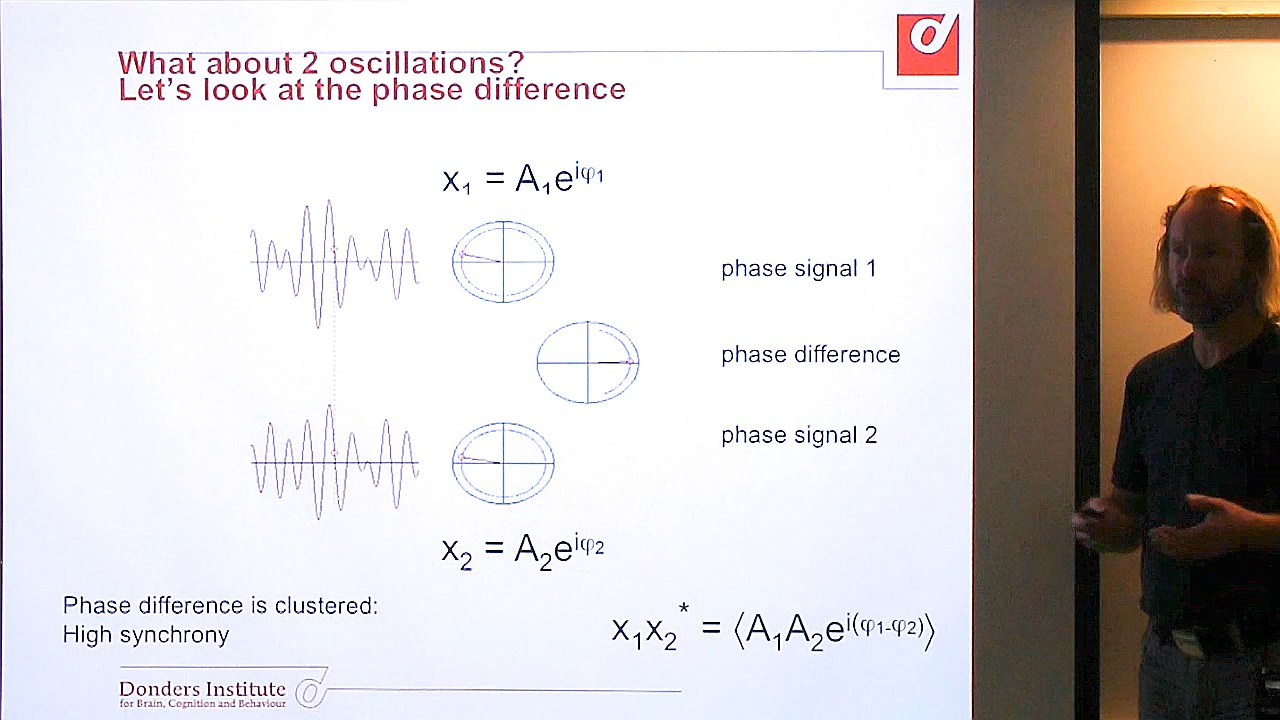 What about 2 oscillations?
Let's look at the phase difference
x₁ = A₁e^{iφ1}
phase signal 1
phase difference
phase signal 2
x₂ = A₂e^{iφ2}
Phase difference is clustered:
High synchrony
x₁x₂* = ⟨A₁A₂e^{i(φ1-φ2)}⟩
Donders Institute
for Brain, Cognition and Behaviour